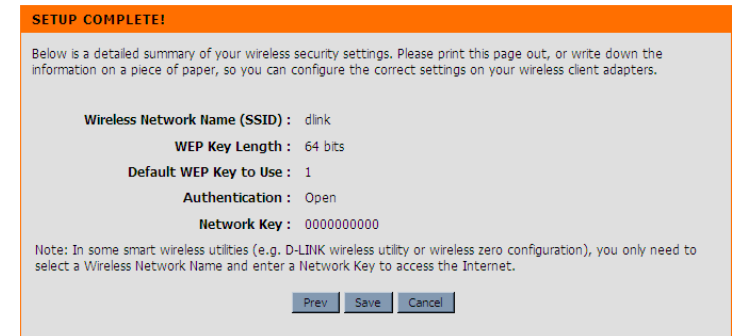 SETUP COMPLETE!
Below is a detailed summary of your wireless security settings. Please print this page out, or write down the
information on a piece of paper, so you can configure the correct settings on your wireless client adapters.
Wireless Network Name (SSID) : dlink
WEP Key Length : 64 bits
Default WEP Key to Use : 1
Authentication : Open
Network Key : 0000000000
Note: In some smart wireless utilities (e.g. D-LINK wireless utility or wireless zero configuration), you only need to
select a Wireless Network Name and enter a Network Key to access the Internet.
Prev Save Cancel